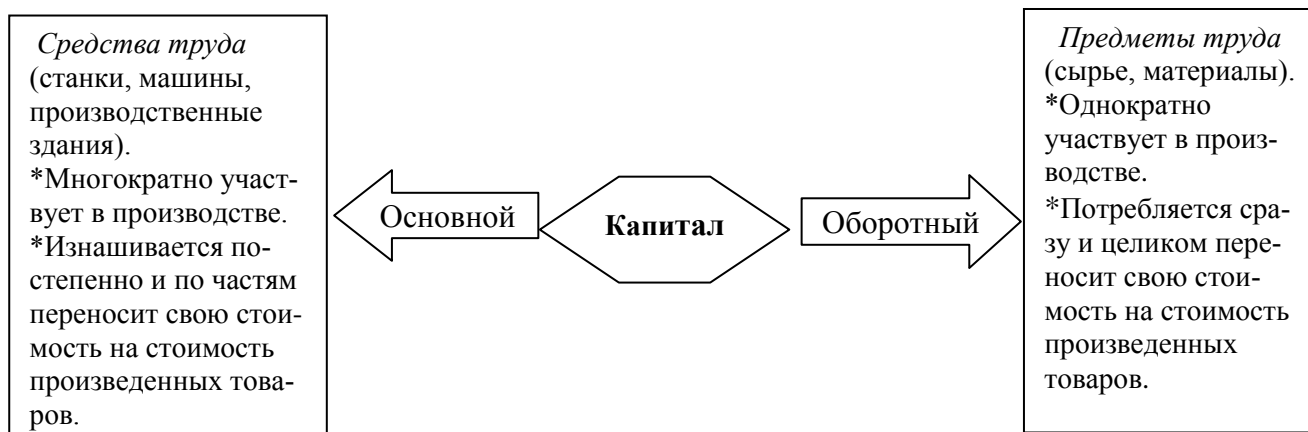 Средства труда
(станки, машины,
производственные
здания).
*Многократно участ-
вует в производстве.
*Изнашивается по-
степенно и по частям
переносит свою стои-
мость на стоимость
произведенных това-
ров.
Основной
Капитал
Оборотный
Предметы труда
(сырье, материалы).
*Однократно
участвует в произ-
водстве.
*Потребляется сра-
зу и целиком пере-
носит свою стои-
мость на стоимость
произведенных
товаров.